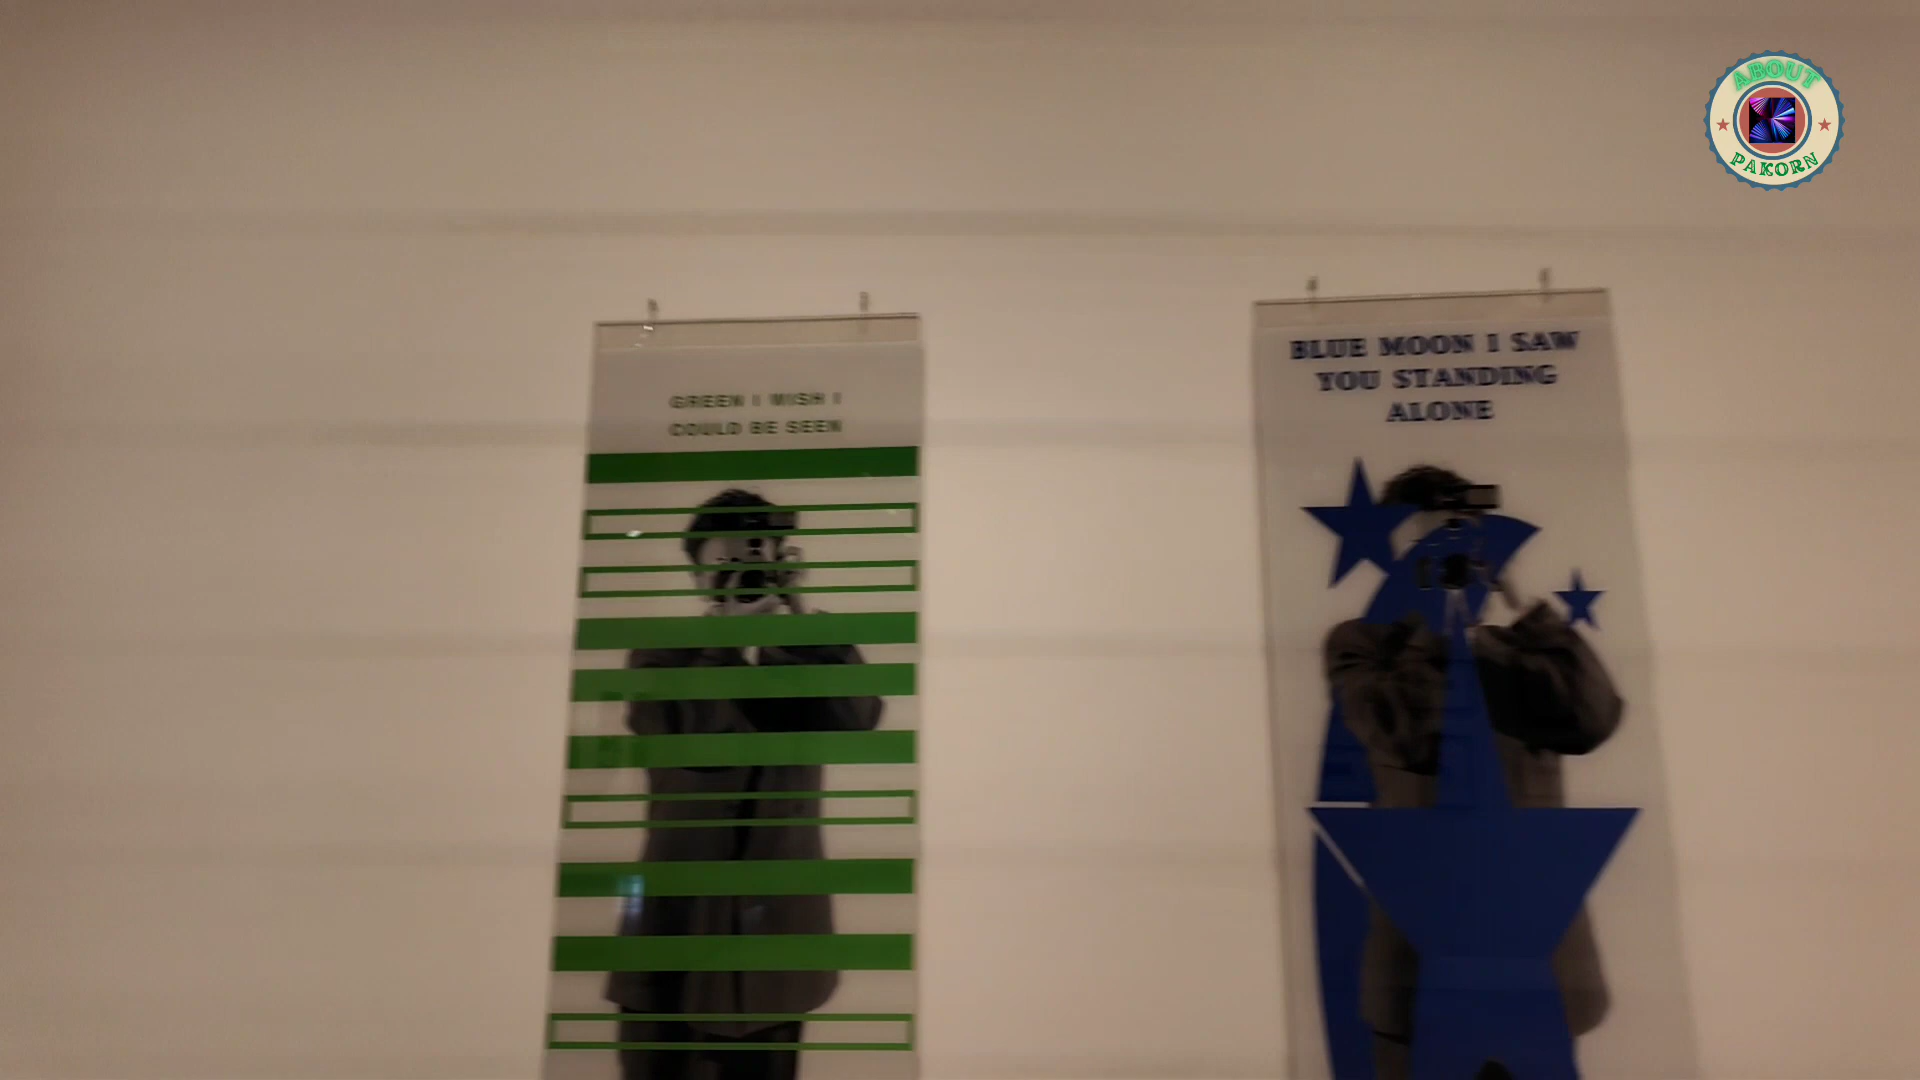 ABOUT
PAKORN
GREEN I WISH I
COULD BE SEEN
BLUE MOON I SAW
YOU STANDING
ALONE